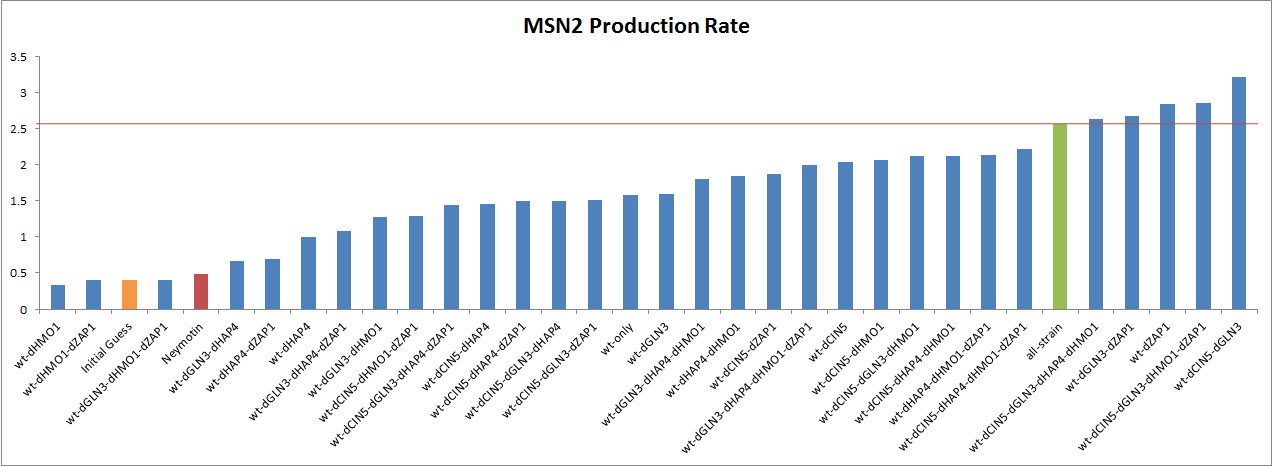 MSN2 Production Rate
3.5
3
2.5
2
1.5
1
0.5
0
wt-dHMO1
wt-dHMO1-dZAP1
Initial Guess
wt-dGLN3-dHMO1-dZAP1
Neymotin
wt-dGLN3-dHAP4
wt-dHAP4-dZAP1
wt-dHAP4
wt-dGLN3-dHAP4-dZAP1
wt-dGLN3-dHMO1
wt-dCIN5-dHMO1-dZAP1
wt-dCIN5-dGLN3-dHAP4-dZAP1
wt-dCIN5-dHAP4
wt-dCIN5-dHAP4-dZAP1
wt-dCIN5-dGLN3-dHAP4
wt-dCIN5-dGLN3-dZAP1
wt-only
wt-dGLN3
wt-dGLN3-dHAP4-dHMO1
wt-dHAP4-dHMO1
wt-dCIN5-dZAP1
wt-dGLN3-dHAP4-dHMO1-dZAP1
wt-dCIN5
wt-dCIN5-dHMO1
wt-dCIN5-dGLN3-dHMO1
wt-dCIN5-dHAP4-dHMO1
wt-dHAP4-dHMO1-dZAP1
wt-dCIN5-dHAP4-dHMO1-dZAP1
all-strain
wt-dCIN5-dGLN3-dHAP4-dHMO1
wt-dGLN3-dZAP1
wt-dZAP1
wt-dCIN5-dGLN3-dHMO1-dZAP1
wt-dCIN5-dGLN3